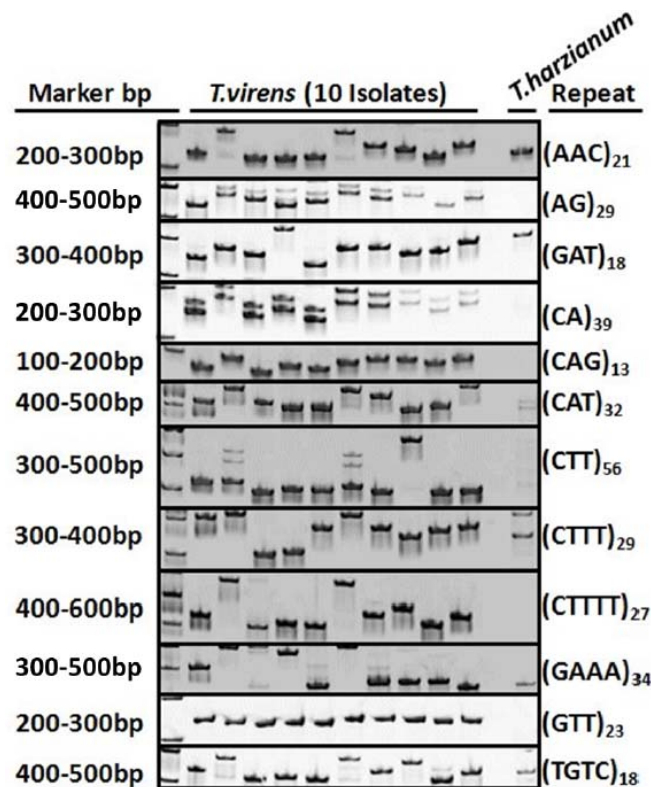 Marker bp T.virens (10 Isolates) T.harzianum Repeat
200-300bp (AAC)21
400-500bp (AG)29
300-400bp (GAT)18
200-300bp (CA)39
100-200bp (CAG)13
400-500bp (CAT)32
300-500bp (CTT)56
300-400bp (CTTT)29
400-600bp (CTTTT)27
300-500bp (GAAA)34
200-300bp (GTT)23
400-500bp (TGTC)18